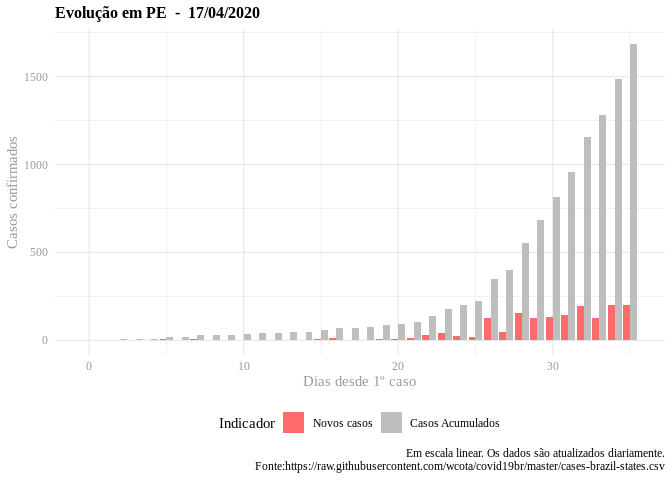 Evolução em PE  -  17/04/2020
Casos confirmados
1500
1000
500
0
0
10
20
30
Dias desde 1º caso
Indicador
Novos casos
Casos Acumulados
Em escala linear. Os dados são atualizados diariamente.
Fonte:https://raw.githubusercontent.com/wcota/covid19br/master/cases-brazil-states.csv